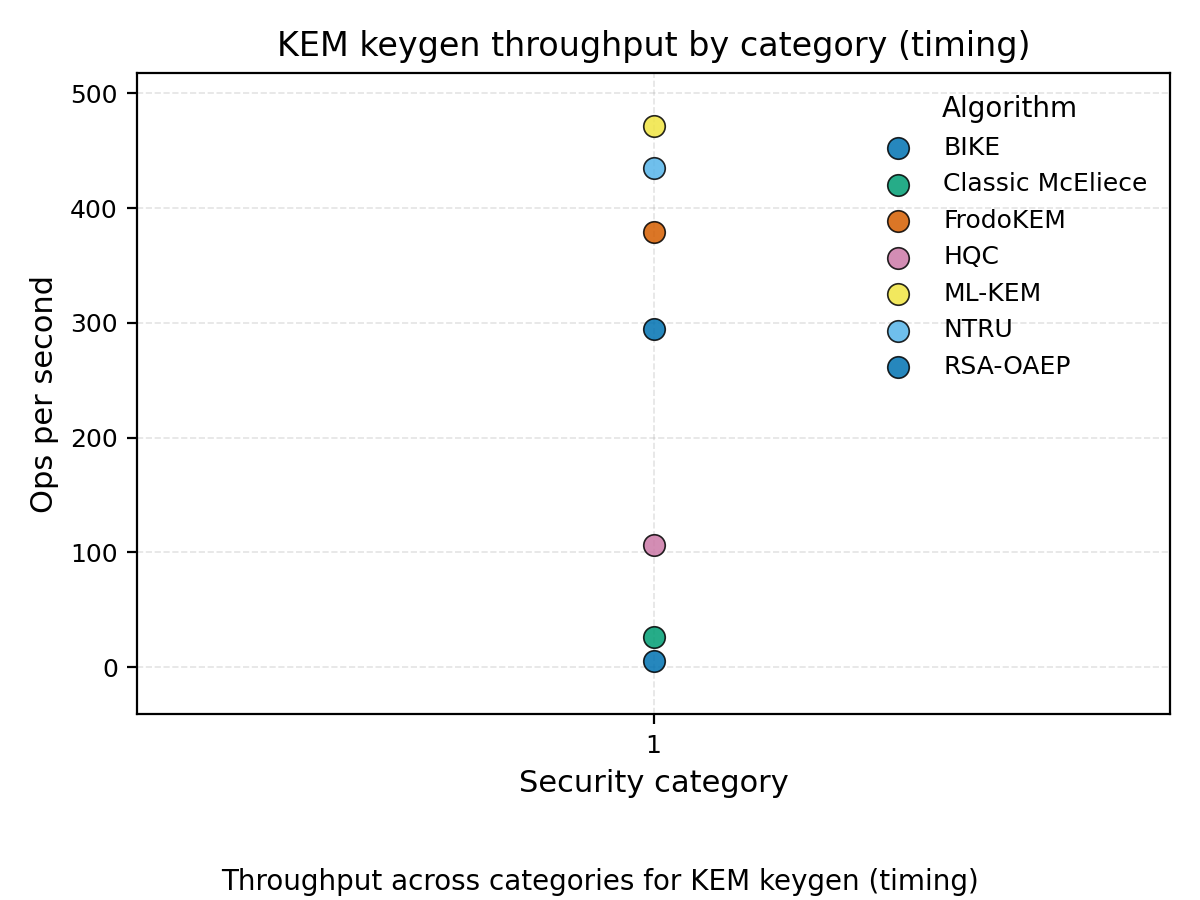 KEM keygen throughput by category (timing)
Ops per second
500
400
300
200
100
0
Algorithm
BIKE
Classic McEliece
FrodoKEM
HQC
ML-KEM
NTRU
RSA-OAEP
1
Security category
Throughput across categories for KEM keygen (timing)